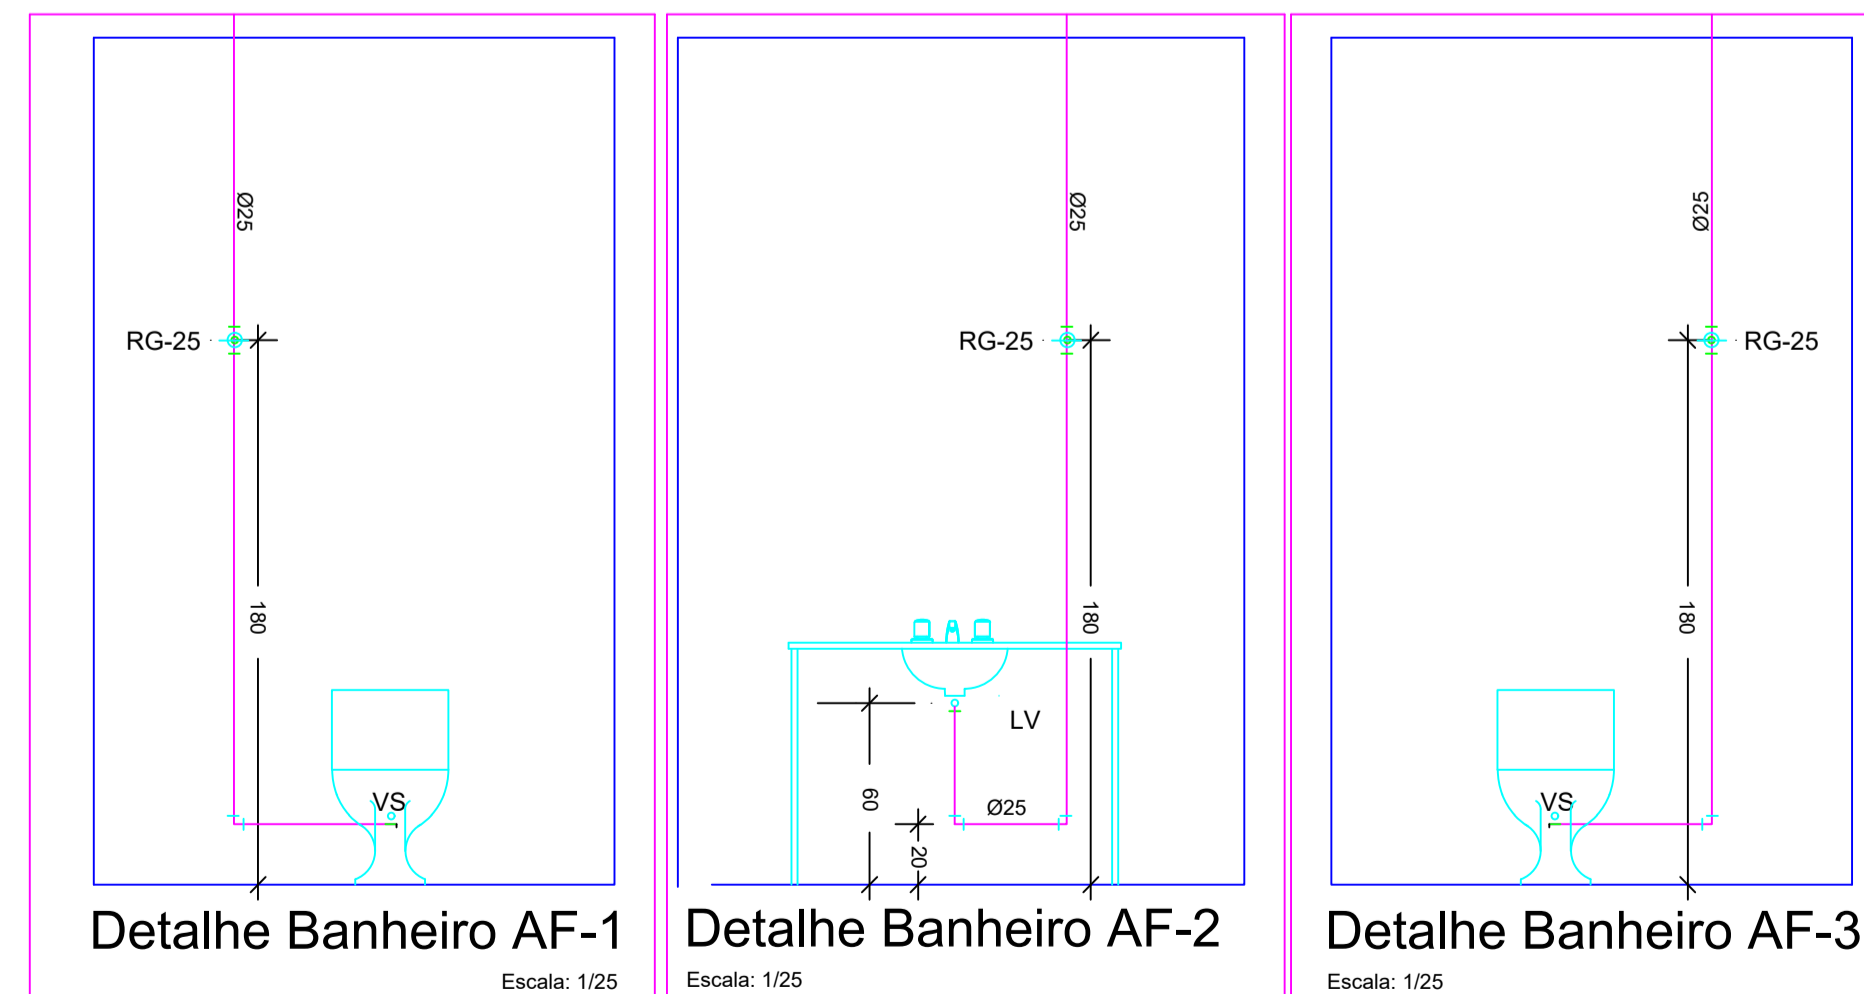 Ø25
RG-25
180
VS
Detalhe Banheiro AF-1
Escala: 1/25
Ø25
RG-25
180
LV
60
Ø25
20
Detalhe Banheiro AF-2
Escala: 1/25
Ø25
RG-25
180
VS
Detalhe Banheiro AF-3
Escala: 1/25